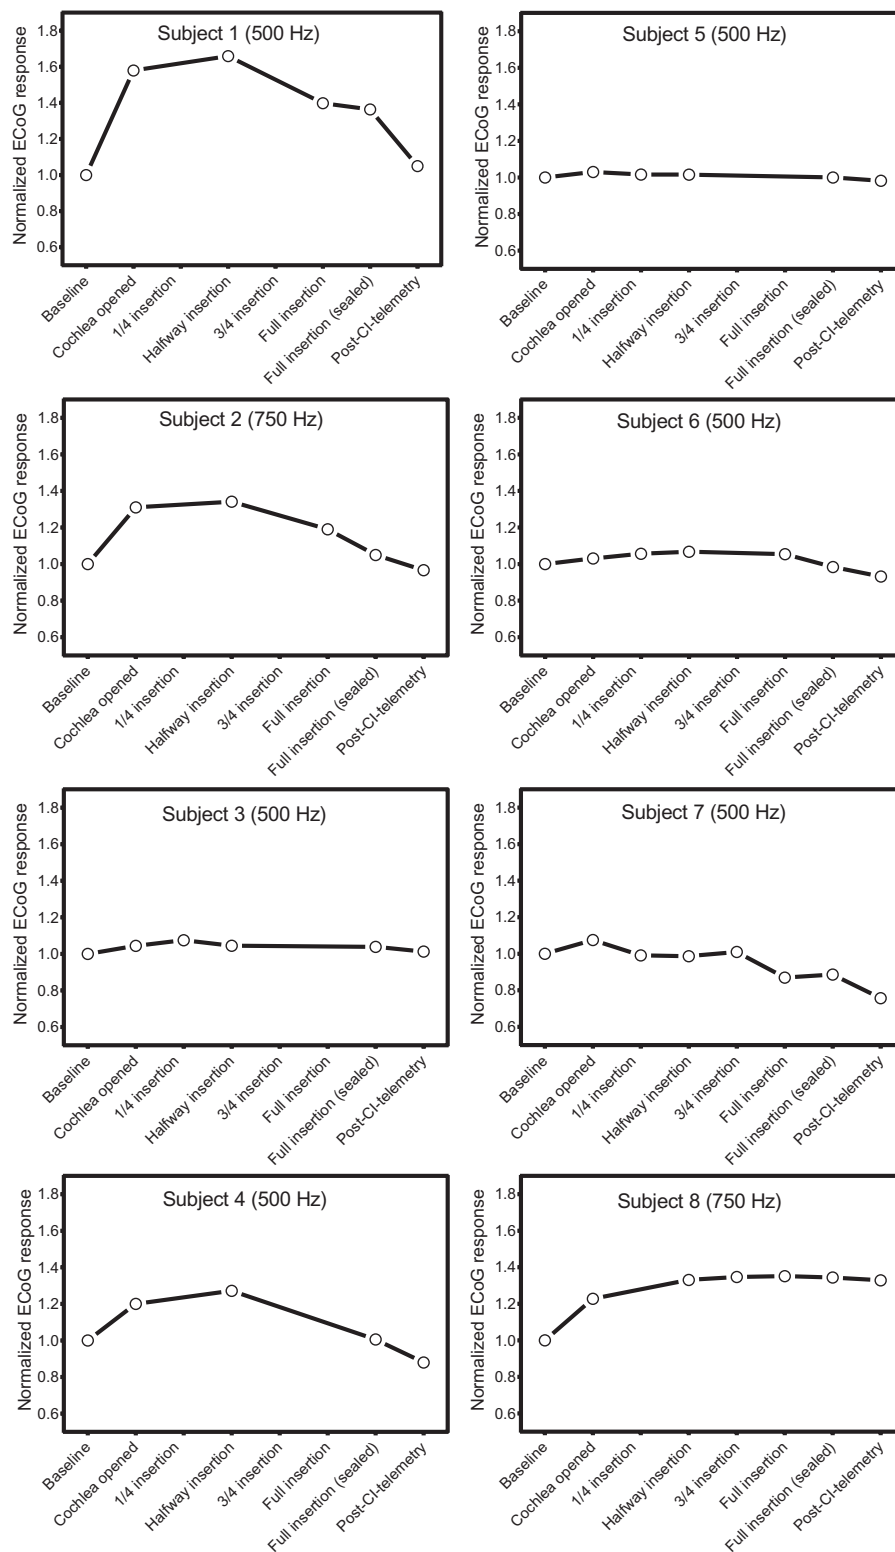 Subject 1 (500 Hz)
Normalized ECoG response
1.8
1.6
1.4
1.2
1.0
0.8
0.6
Baseline
Cochlea opened
1/4 insertion
Halfway insertion
3/4 insertion
Full insertion
Full insertion (sealed)
Post-CI-telemetry
Subject 5 (500 Hz)
Normalized ECoG response
1.8
1.6
1.4
1.2
1.0
0.8
0.6
Baseline
Cochlea opened
1/4 insertion
Halfway insertion
3/4 insertion
Full insertion
Full insertion (sealed)
Post-CI-telemetry
Subject 2 (750 Hz)
Normalized ECoG response
1.8
1.6
1.4
1.2
1.0
0.8
0.6
Baseline
Cochlea opened
1/4 insertion
Halfway insertion
3/4 insertion
Full insertion
Full insertion (sealed)
Post-CI-telemetry
Subject 6 (500 Hz)
Normalized ECoG response
1.8
1.6
1.4
1.2
1.0
0.8
0.6
Baseline
Cochlea opened
1/4 insertion
Halfway insertion
3/4 insertion
Full insertion
Full insertion (sealed)
Post-CI-telemetry
Subject 3 (500 Hz)
Normalized ECoG response
1.8
1.6
1.4
1.2
1.0
0.8
0.6
Baseline
Cochlea opened
1/4 insertion
Halfway insertion
3/4 insertion
Full insertion
Full insertion (sealed)
Post-CI-telemetry
Subject 7 (500 Hz)
Normalized ECoG response
1.8
1.6
1.4
1.2
1.0
0.8
0.6
Baseline
Cochlea opened
1/4 insertion
Halfway insertion
3/4 insertion
Full insertion
Full insertion (sealed)
Post-CI-telemetry
Subject 4 (500 Hz)
Normalized ECoG response
1.8
1.6
1.4
1.2
1.0
0.8
0.6
Baseline
Cochlea opened
1/4 insertion
Halfway insertion
3/4 insertion
Full insertion
Full insertion (sealed)
Post-CI-telemetry
Subject 8 (750 Hz)
Normalized ECoG response
1.8
1.6
1.4
1.2
1.0
0.8
0.6
Baseline
Cochlea opened
1/4 insertion
Halfway insertion
3/4 insertion
Full insertion
Full insertion (sealed)
Post-CI-telemetry